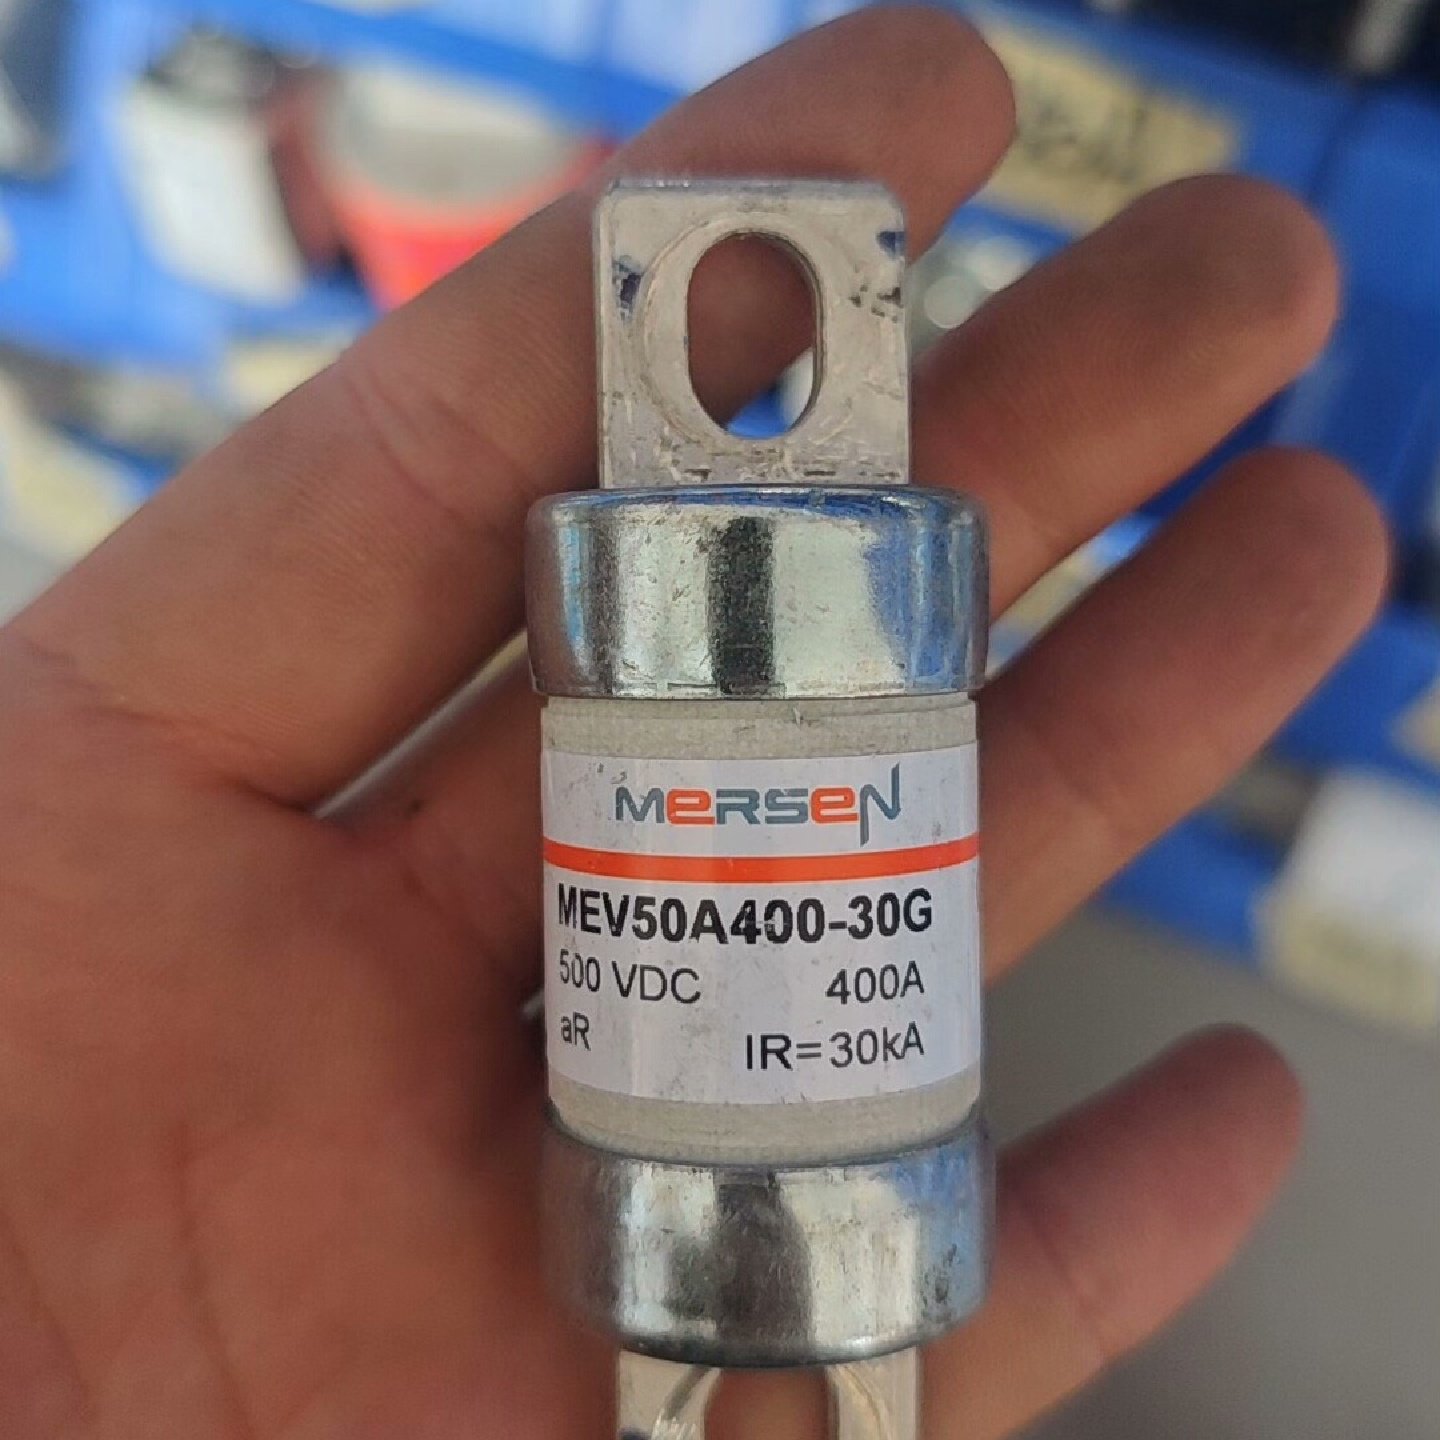 MERSEN
MEV50A400-30G
500 VDC 400A
aR IR=30kA